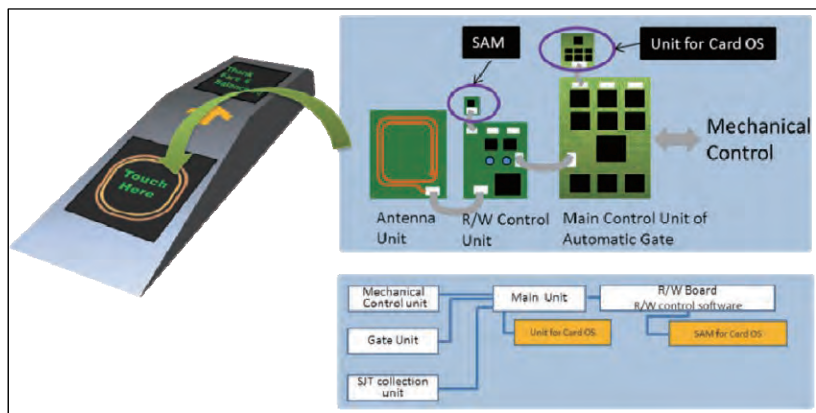 Thank
Touch
Here
SAM
Unit for Card OS
Mechanical
Control
Antenna
Unit
R/W Control
Unit
Main Control Unit of
Automatic Gate
Mechanical
Control unit
Main Unit
R/W Board
R/W control software
Unit for Card OS
SAM for Card OS
Gate Unit
SJT collection
unit